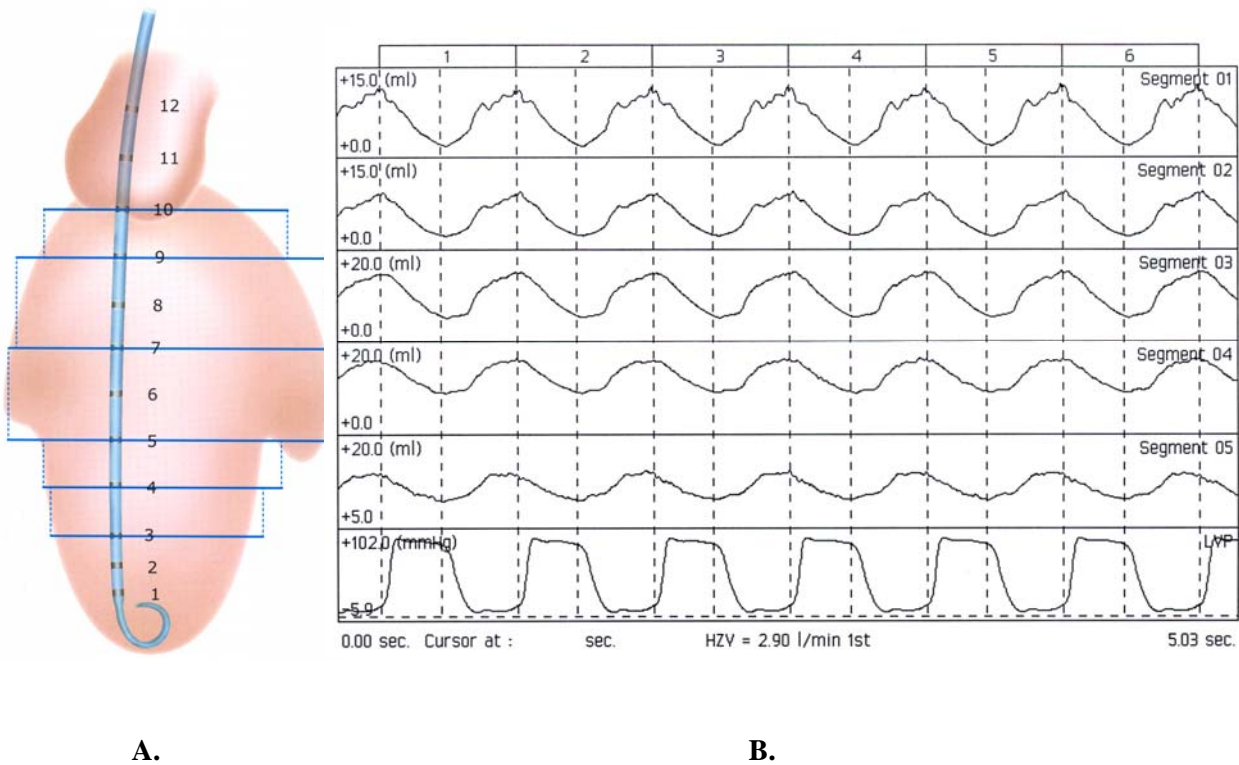 12
11
10
9
8
7
6
5
4
3
2
1
1 2 3 4 5 6
+15.0 (ml) Segment 01
+0.0
+15.0 (ml) Segment 02
+0.0
+20.0 (ml) Segment 03
+0.0
+20.0 (ml) Segment 04
+0.0
+20.0 (ml) Segment 05
+5.0
+102.0 (mmHg) LVP
-5.9
0.00 sec. Cursor at : sec. HZV = 2.90 l/min 1st 5.03 sec.
A. B.